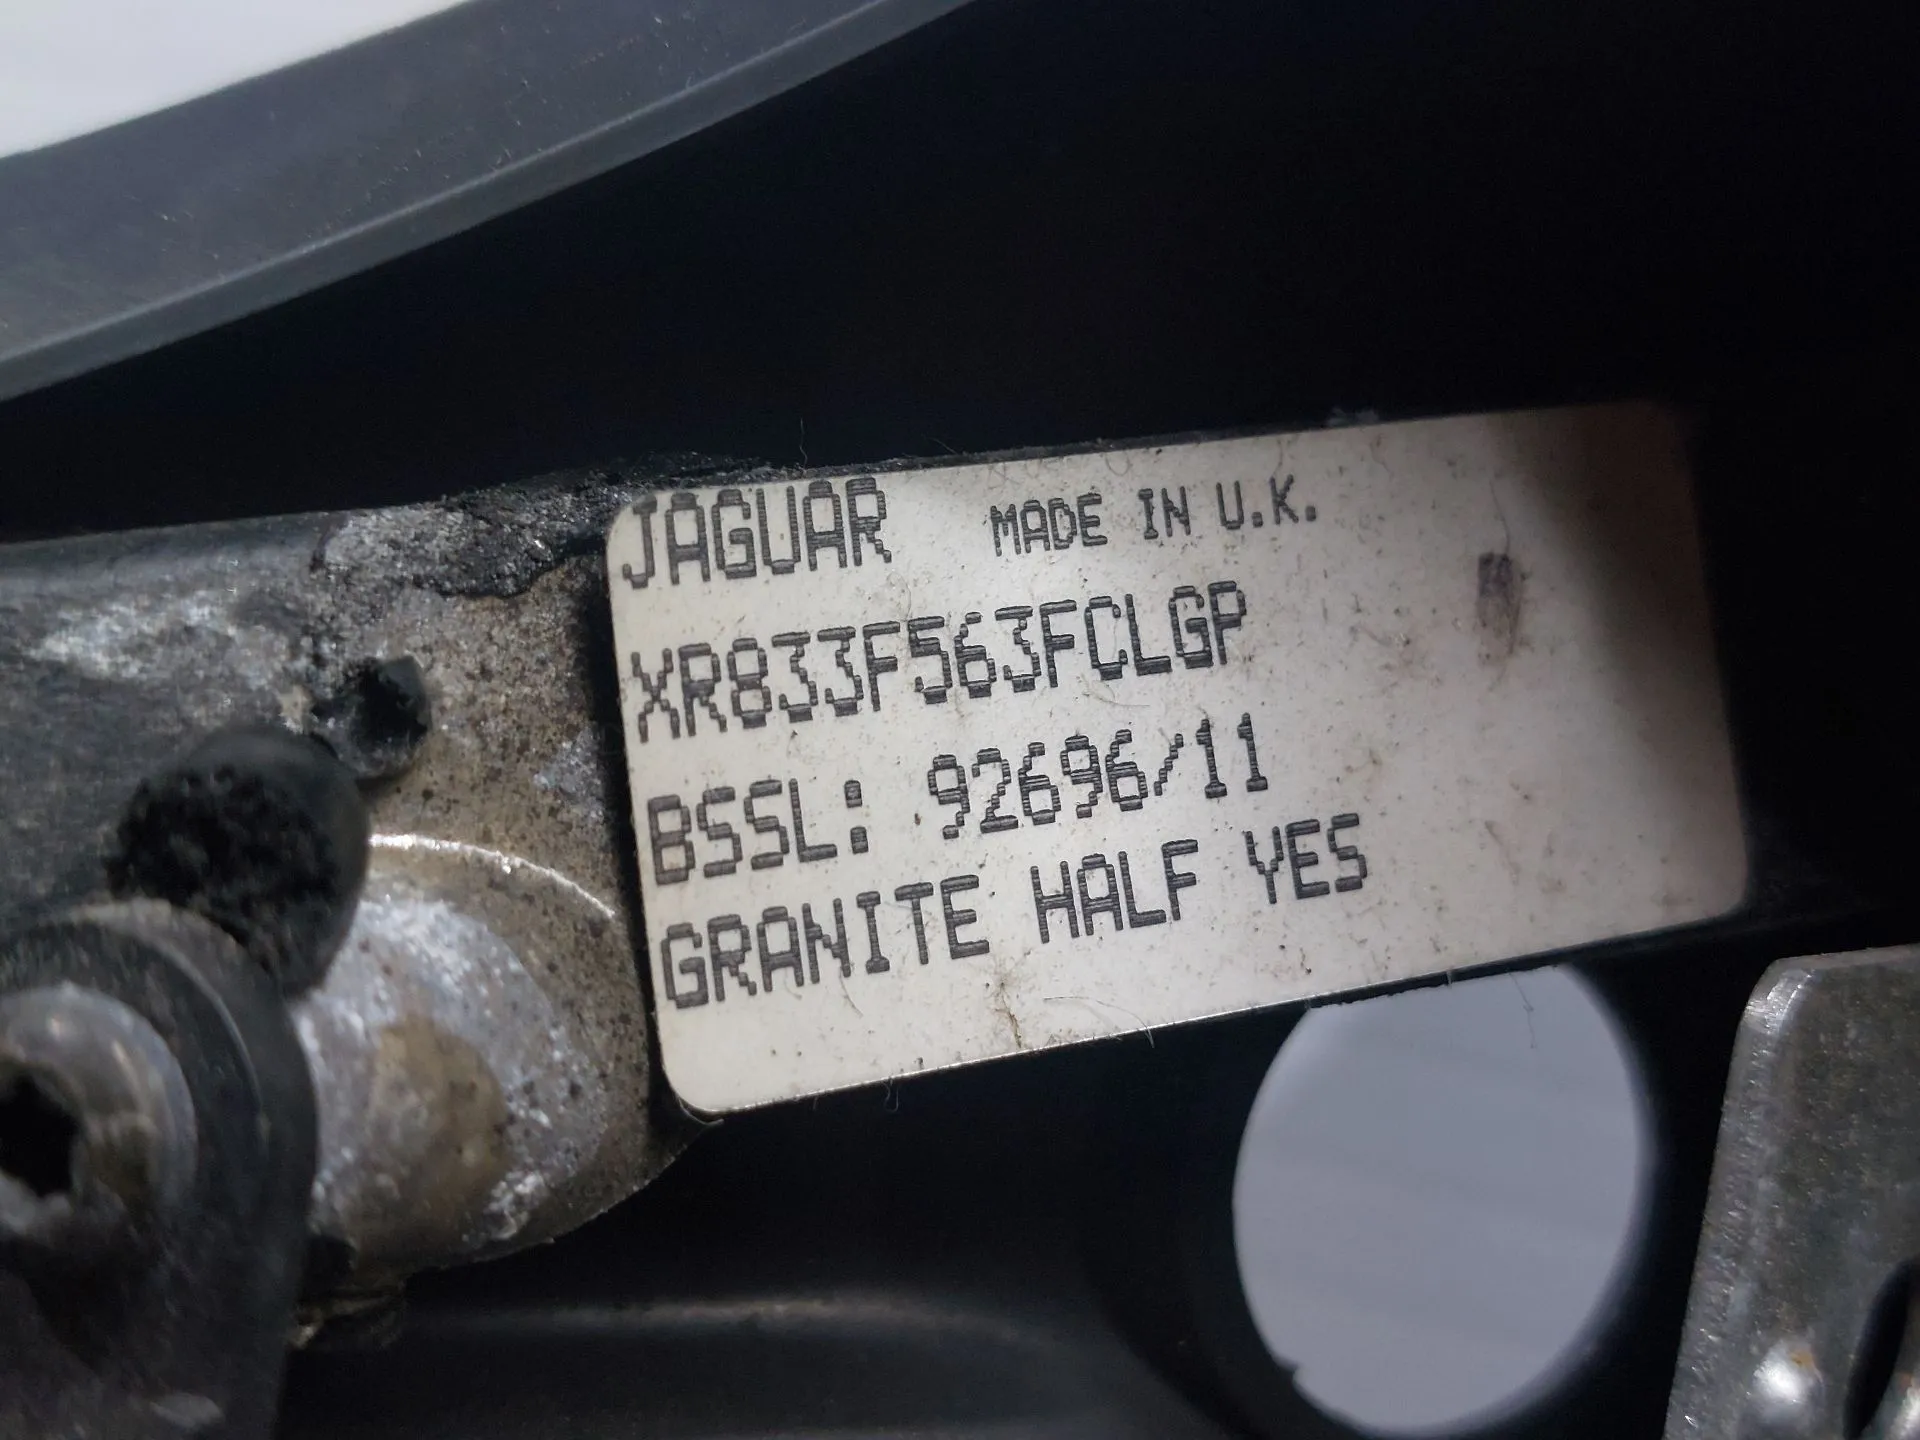 JAGUAR MADE IN U.K.
XR833F563FCLGP
BSSL: 92696/11
GRANITE HALF YES